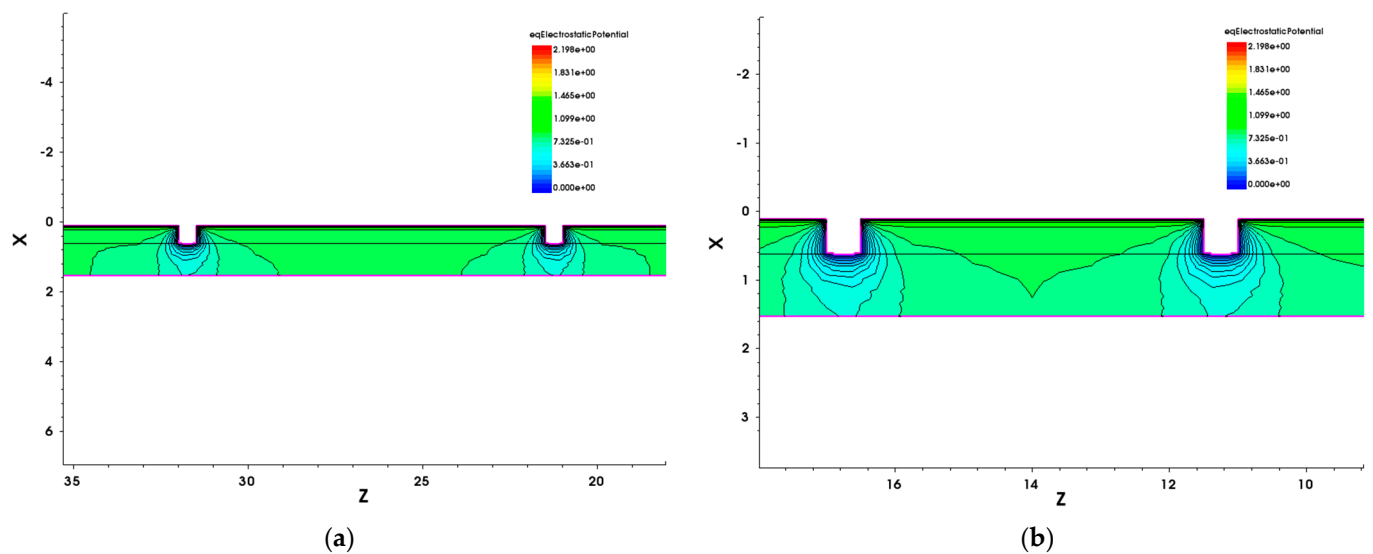 eqElectrostaticPotential
2.198e+00
1.831e+00
1.465e+00
1.099e+00
7.325e-01
3.663e-01
0.000e+00
-4
-2
0
2
4
6
X
35
30
25
20
Z
(a)
eqElectrostaticPotential
2.198e+00
1.831e+00
1.465e+00
1.099e+00
7.325e-01
3.663e-01
0.000e+00
-2
-1
0
1
2
3
X
16
14
12
10
Z
(b)